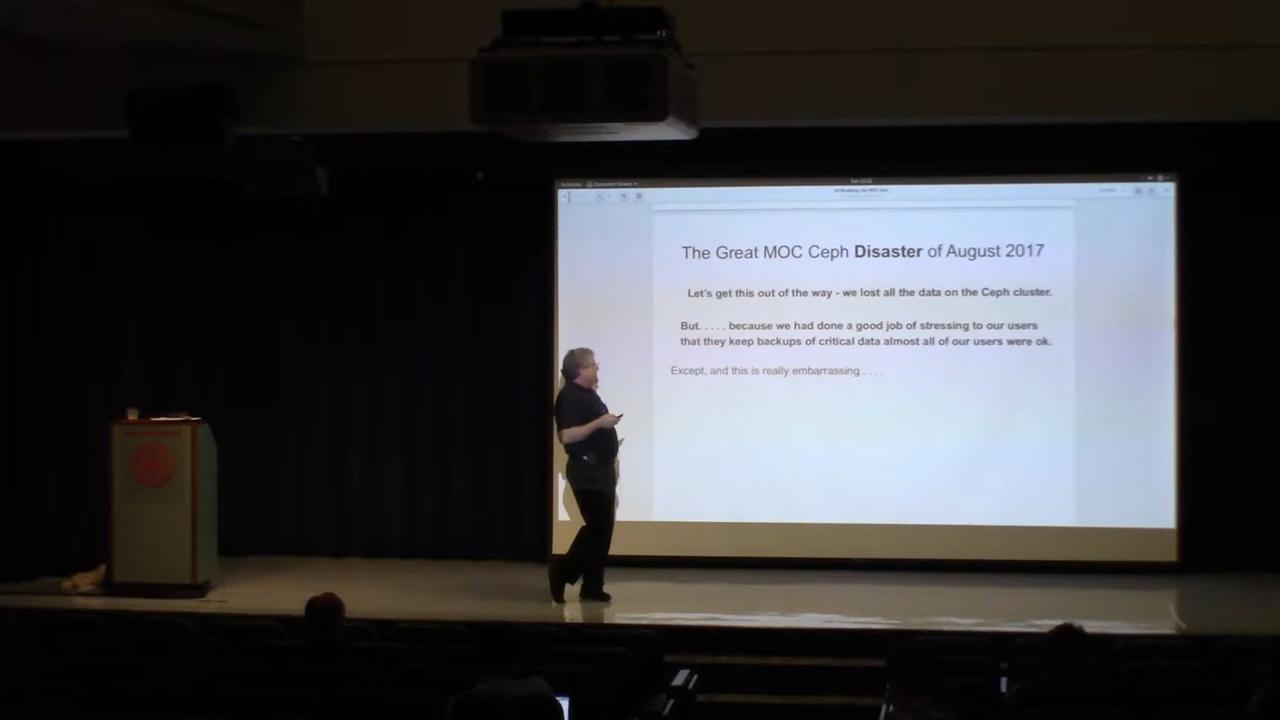 The Great MOC Ceph Disaster of August 2017
Let's get this out of the way - we lost all the data on the Ceph cluster.
But. . . . . because we had done a good job of stressing to our users
that they keep backups of critical data almost all of our users were ok.
Except, and this is really embarrassing . . . .